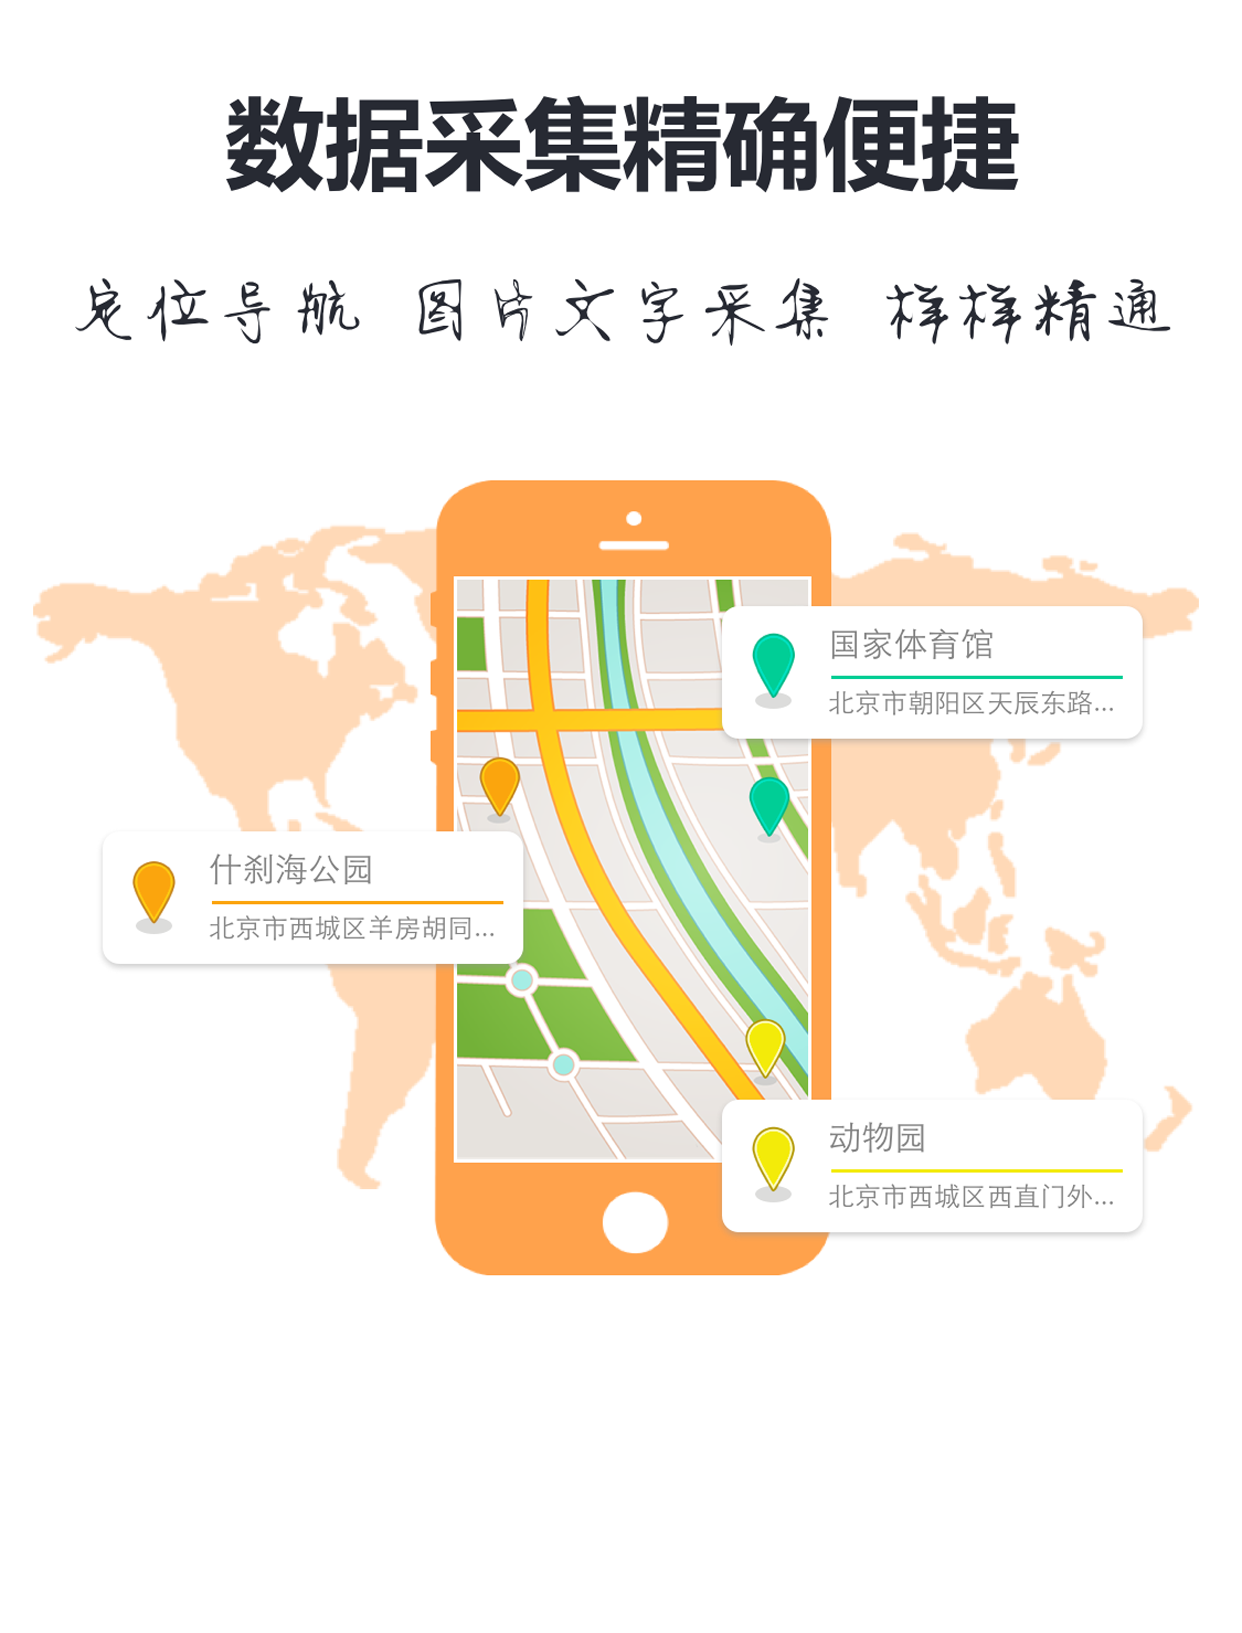 数据采集精确便捷
定位导航 图片文字采集 样样精通
国家体育馆
北京市朝阳区天辰东路...
什刹海公园
北京市西城区羊房胡同...
动物园
北京市西城区西直门外...